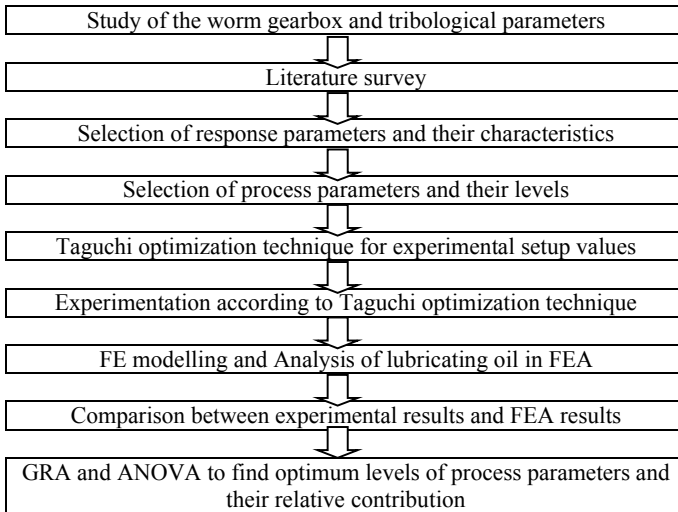 Study of the worm gearbox and tribological parameters
Literature survey
Selection of response parameters and their characteristics
Selection of process parameters and their levels
Taguchi optimization technique for experimental setup values
Experimentation according to Taguchi optimization technique
FE modelling and Analysis of lubricating oil in FEA
Comparison between experimental results and FEA results
GRA and ANOVA to find optimum levels of process parameters and
their relative contribution